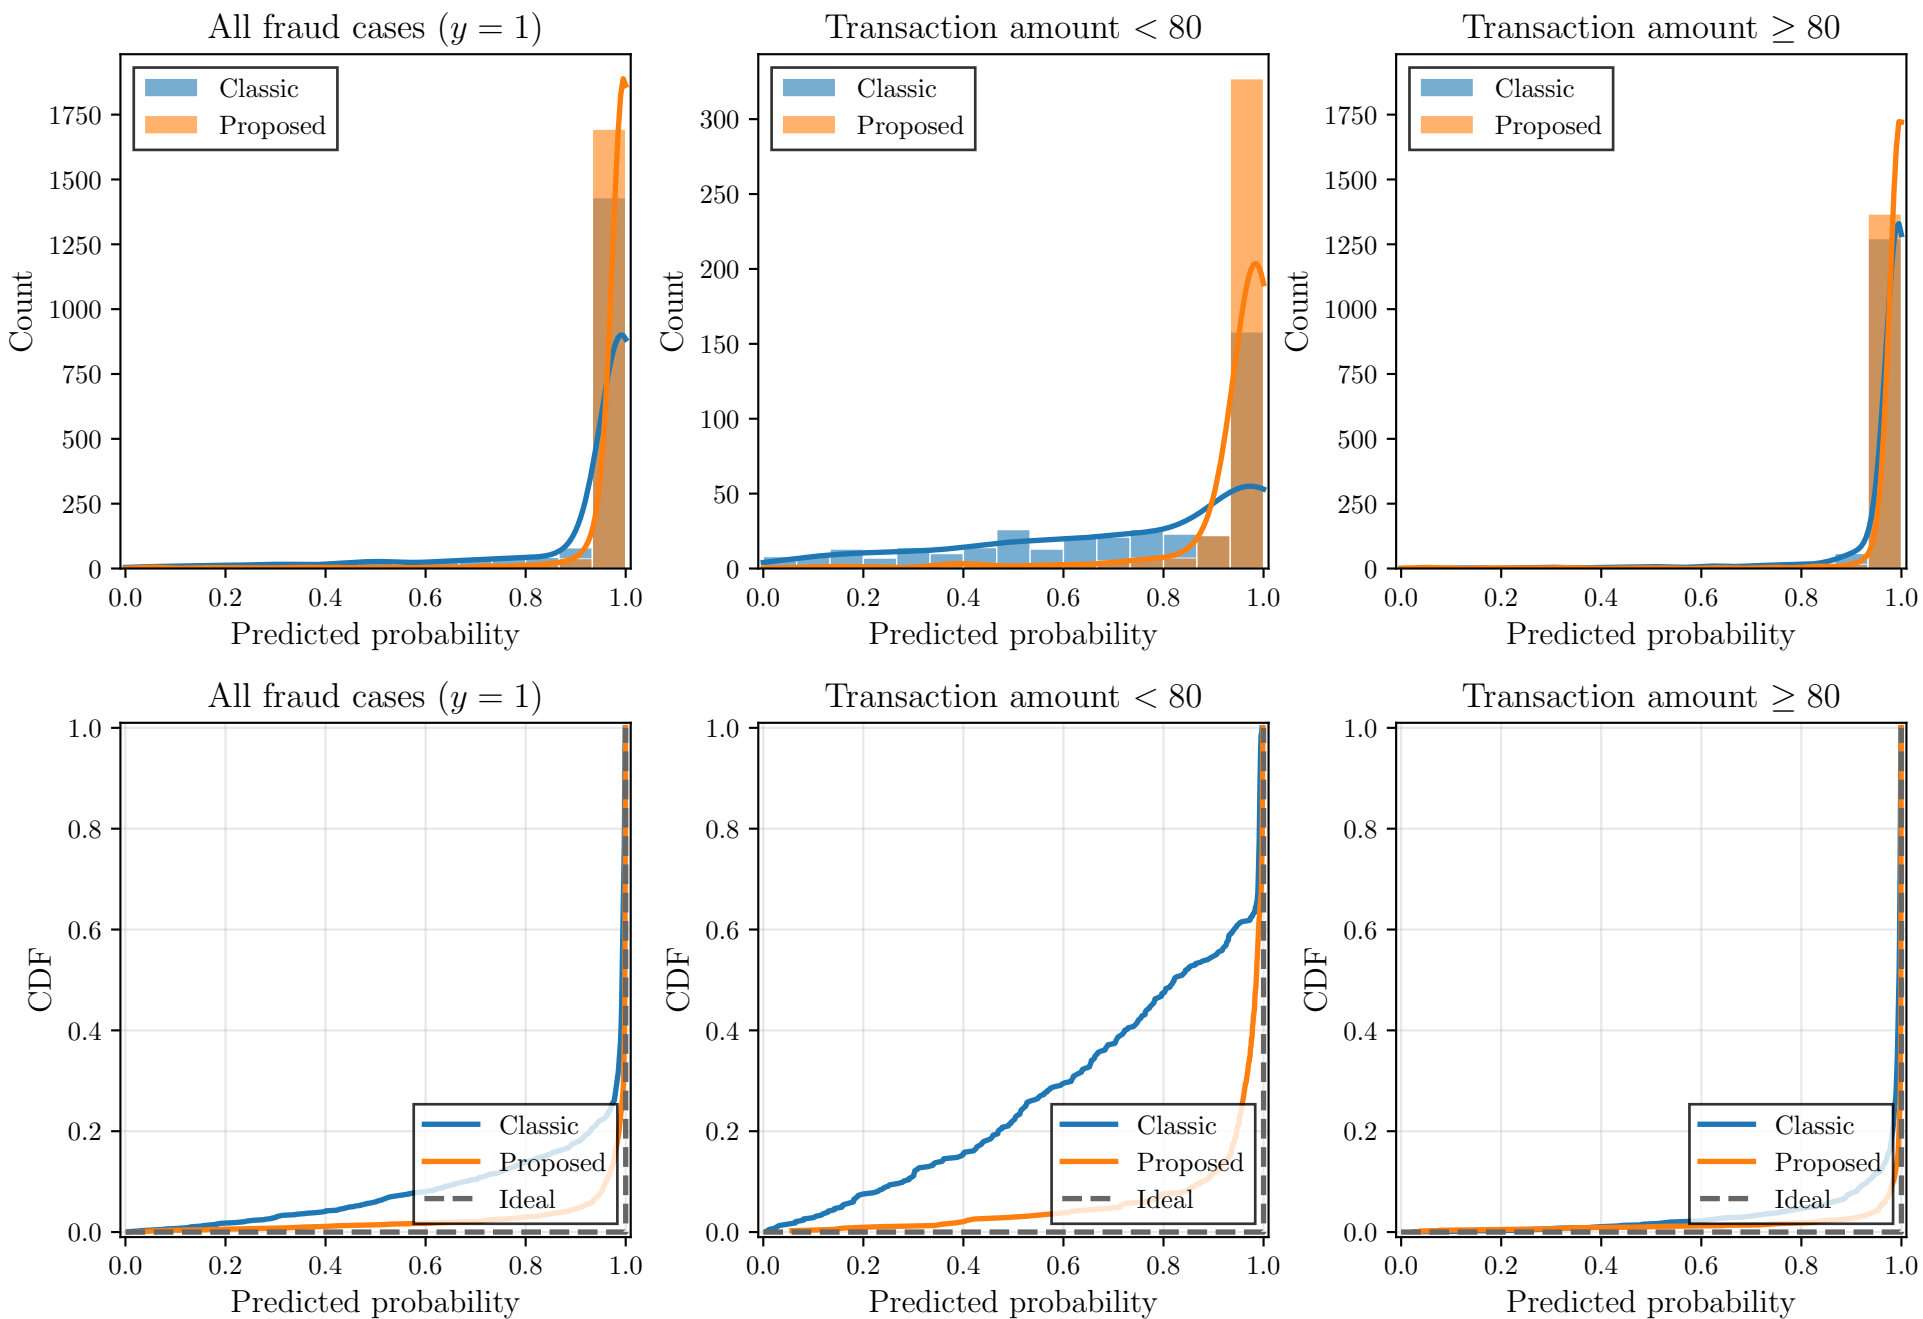 All fraud cases (y = 1)
Classic
Proposed
1750
1500
1250
1000
750
500
250
0
Count
0.0 0.2 0.4 0.6 0.8 1.0
Predicted probability
Transaction amount < 80
Classic
Proposed
300
250
200
150
100
50
0
Count
0.0 0.2 0.4 0.6 0.8 1.0
Predicted probability
Transaction amount ≥ 80
Classic
Proposed
1750
1500
1250
1000
750
500
250
0
Count
0.0 0.2 0.4 0.6 0.8 1.0
Predicted probability
All fraud cases (y = 1)
1.0
0.8
0.6
0.4
0.2
0.0
CDF
Classic
Proposed
Ideal
0.0 0.2 0.4 0.6 0.8 1.0
Predicted probability
Transaction amount < 80
1.0
0.8
0.6
0.4
0.2
0.0
CDF
Classic
Proposed
Ideal
0.0 0.2 0.4 0.6 0.8 1.0
Predicted probability
Transaction amount ≥ 80
1.0
0.8
0.6
0.4
0.2
0.0
CDF
Classic
Proposed
Ideal
0.0 0.2 0.4 0.6 0.8 1.0
Predicted probability